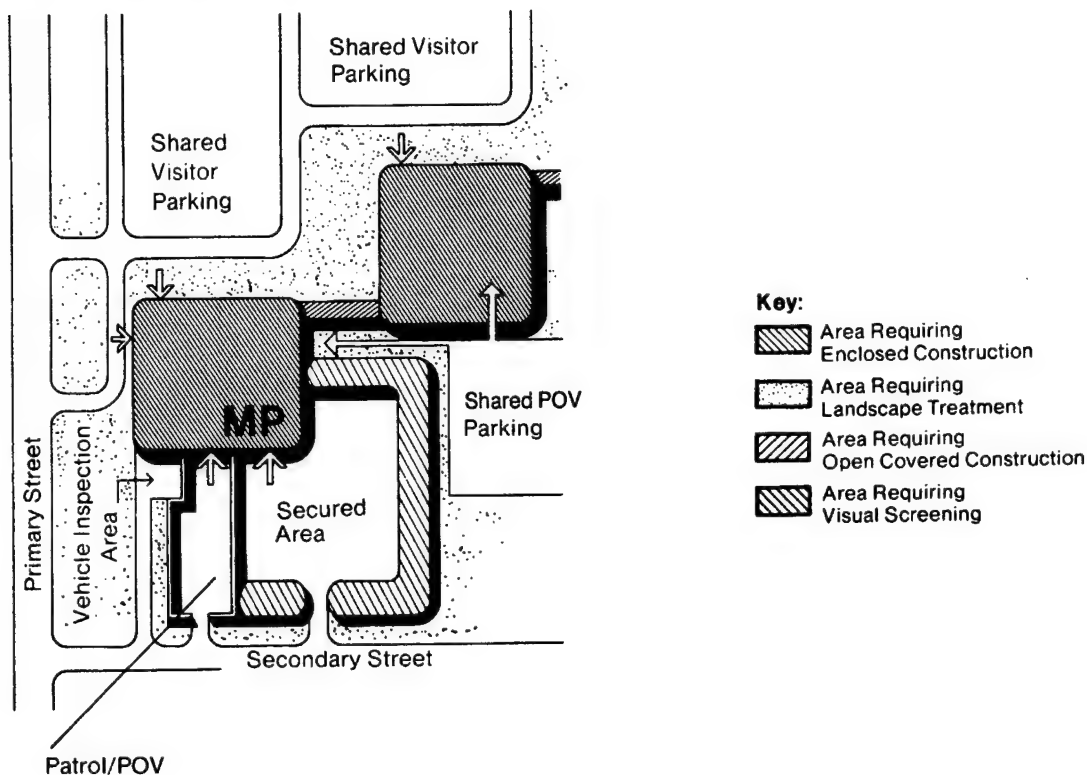 Shared Visitor
Parking
Shared
Visitor
Parking
MP
Shared POV
Parking
Secured
Area
Primary Street
Vehicle Inspection
Area
Secondary Street
Patrol/POV
Key:
Area Requiring
Enclosed Construction
Area Requiring
Landscape Treatment
Area Requiring
Open Covered Construction
Area Requiring
Visual Screening